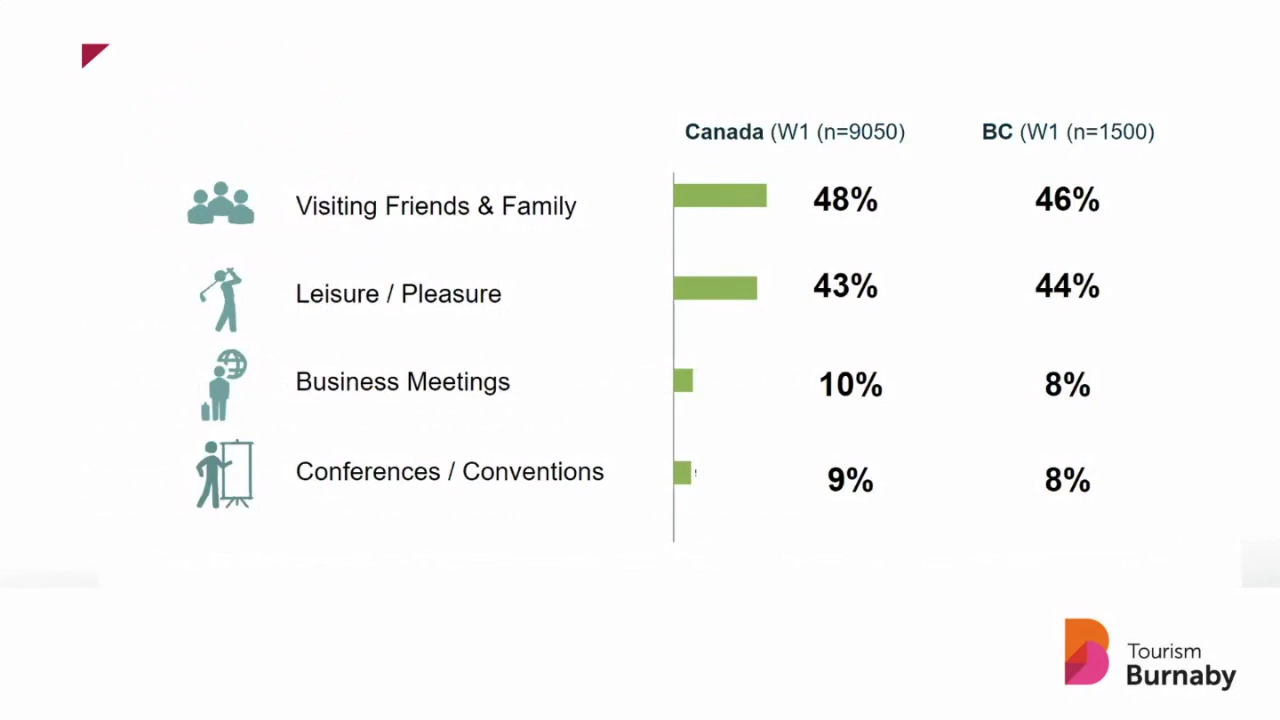 Canada (W1 (n=9050) BC (W1 (n=1500)
Visiting Friends & Family 48% 46%
Leisure / Pleasure 43% 44%
Business Meetings 10% 8%
Conferences / Conventions 9% 8%
Tourism
Burnaby